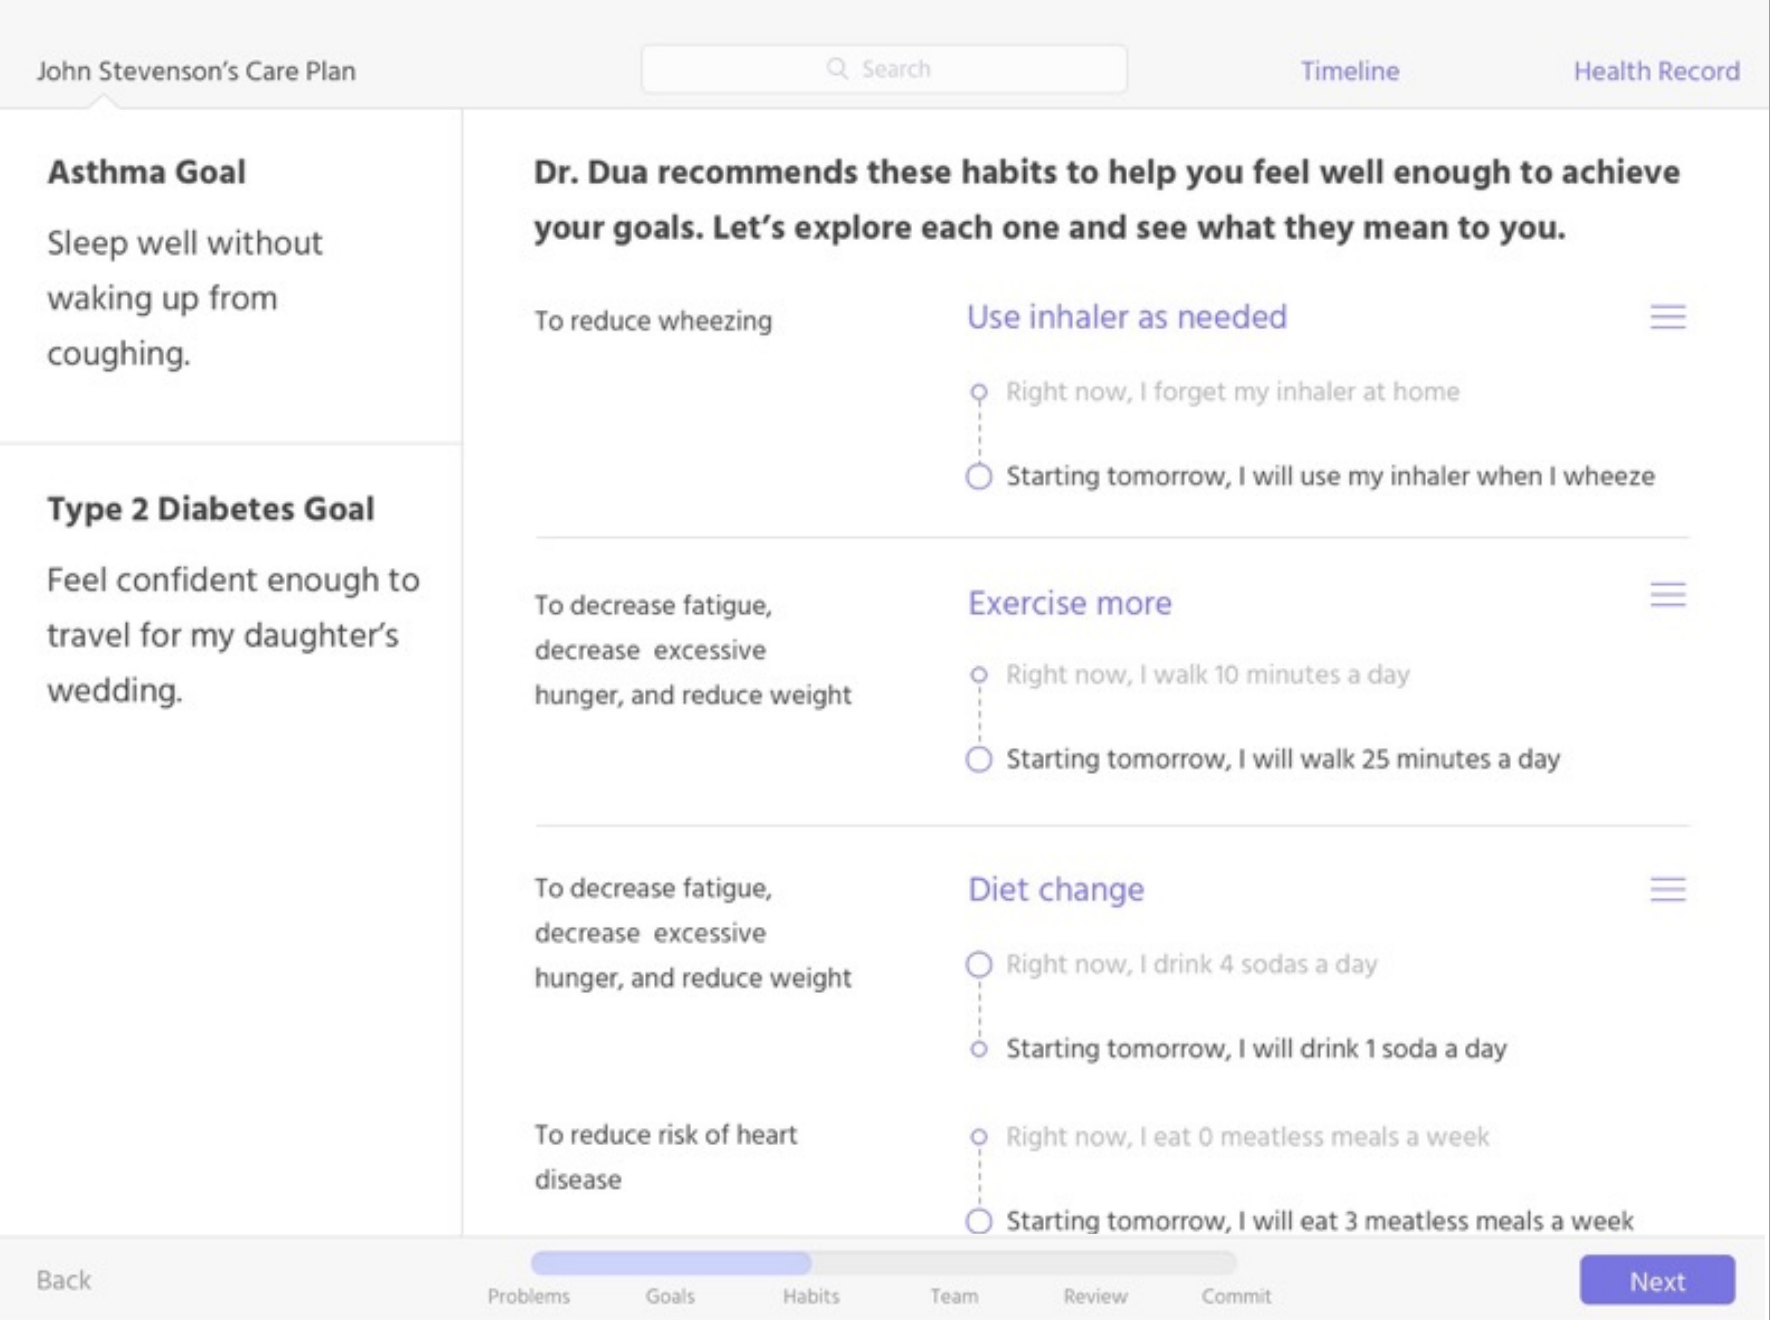 John Stevenson's Care Plan
Search
Timeline
Health Record
Asthma Goal
Sleep well without
waking up from
coughing.
Type 2 Diabetes Goal
Feel confident enough to
travel for my daughter's
wedding.
Dr. Dua recommends these habits to help you feel well enough to achieve
your goals. Let's explore each one and see what they mean to you.
To reduce wheezing
Use inhaler as needed
Right now, I forget my inhaler at home
Starting tomorrow, I will use my inhaler when I wheeze
To decrease fatigue,
decrease excessive
hunger, and reduce weight
Exercise more
Right now, I walk 10 minutes a day
Starting tomorrow, I will walk 25 minutes a day
To decrease fatigue,
decrease excessive
hunger, and reduce weight
Diet change
Right now, I drink 4 sodas a day
Starting tomorrow, I will drink 1 soda a day
To reduce risk of heart
disease
Right now, I eat 0 meatless meals a week
Starting tomorrow, I will eat 3 meatless meals a week
Back
Problems
Goals
Habits
Team
Review
Commit
Next